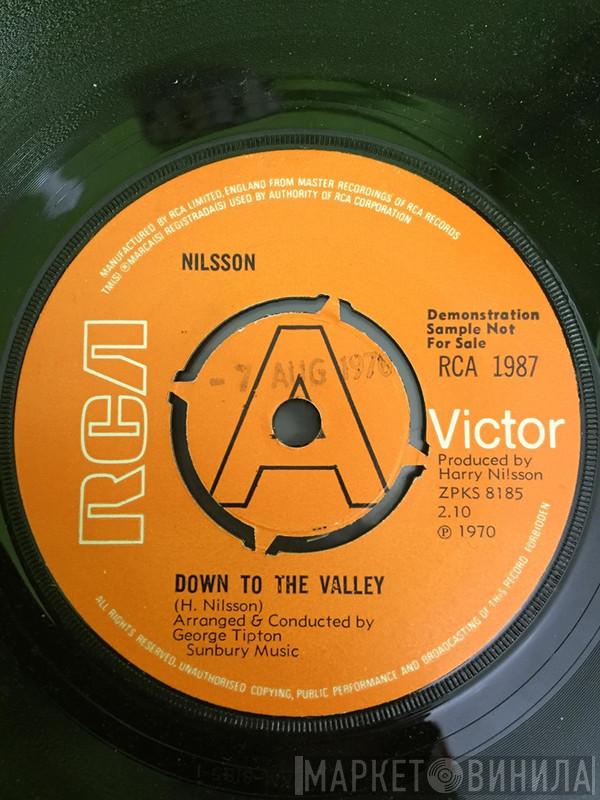 MANUFACTURED BY RCA LIMITED, ENGLAND FROM MASTER RECORDINGS OF RCA RECORDS
TM(S) ® MARCA(S) REGISTRADA(S) USED BY AUTHORITY OF RCA CORPORATION
NILSSON
Demonstration
Sample Not
For Sale
RCA 1987
- 7 AUG 1970
A
RCA
Victor
Produced by
Harry Nilsson
ZPKS 8185
2.10
℗ 1970
DOWN TO THE VALLEY
(H. Nilsson)
Arranged & Conducted by
George Tipton
Sunbury Music
ALL RIGHTS RESERVED. UNAUTHORISED COPYING, PUBLIC PERFORMANCE AND BROADCASTING OF THIS RECORD FORBIDDEN
МАРКЕТ ВИНИЛА